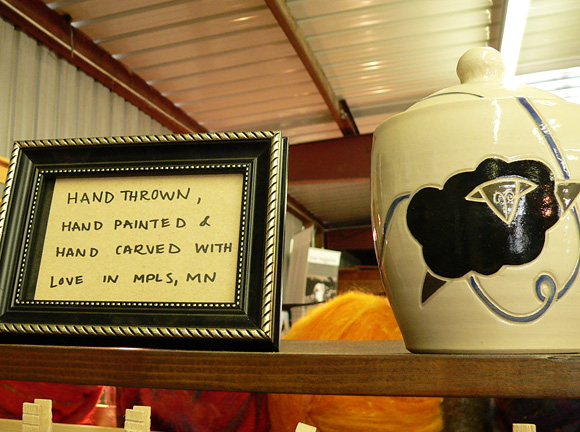 HAND THROWN,
HAND PAINTED &
HAND CARVED WITH
LOVE IN MPLS, MN